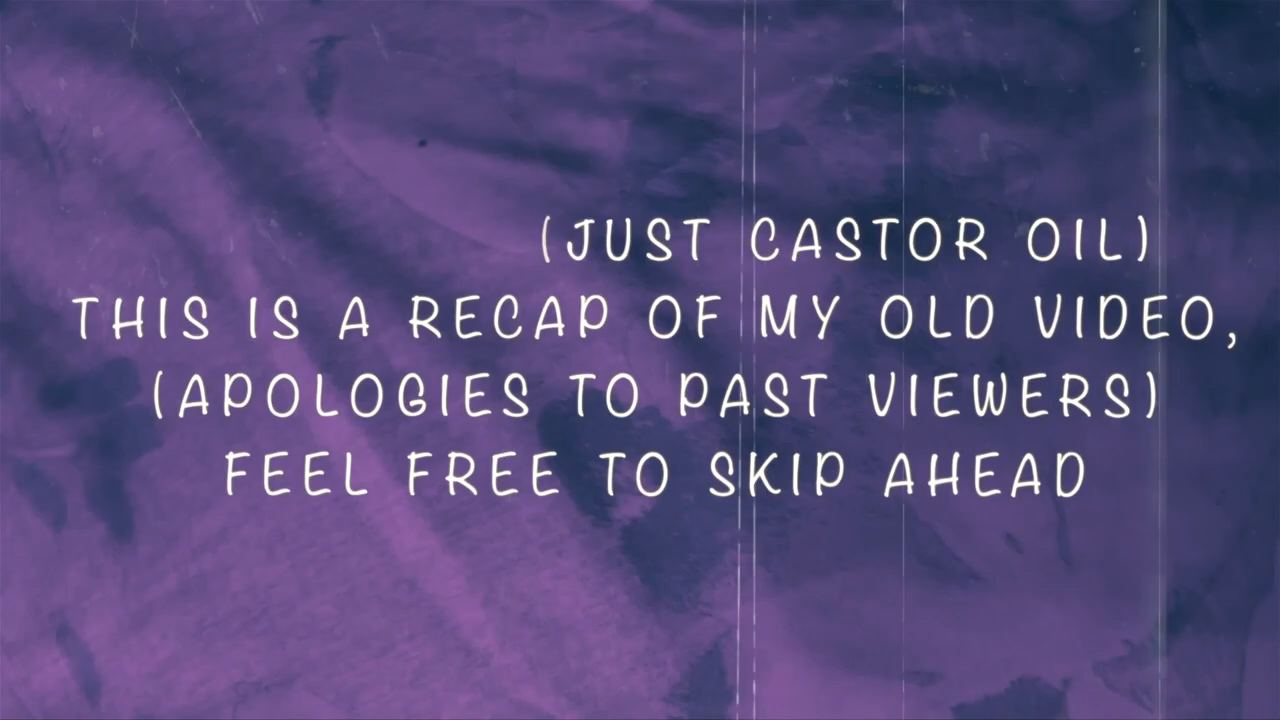 (JUST CASTOR OIL)
THIS IS A RECAP OF MY OLD VIDEO,
(APOLOGIES TO PAST VIEWERS)
FEEL FREE TO SKIP AHEAD